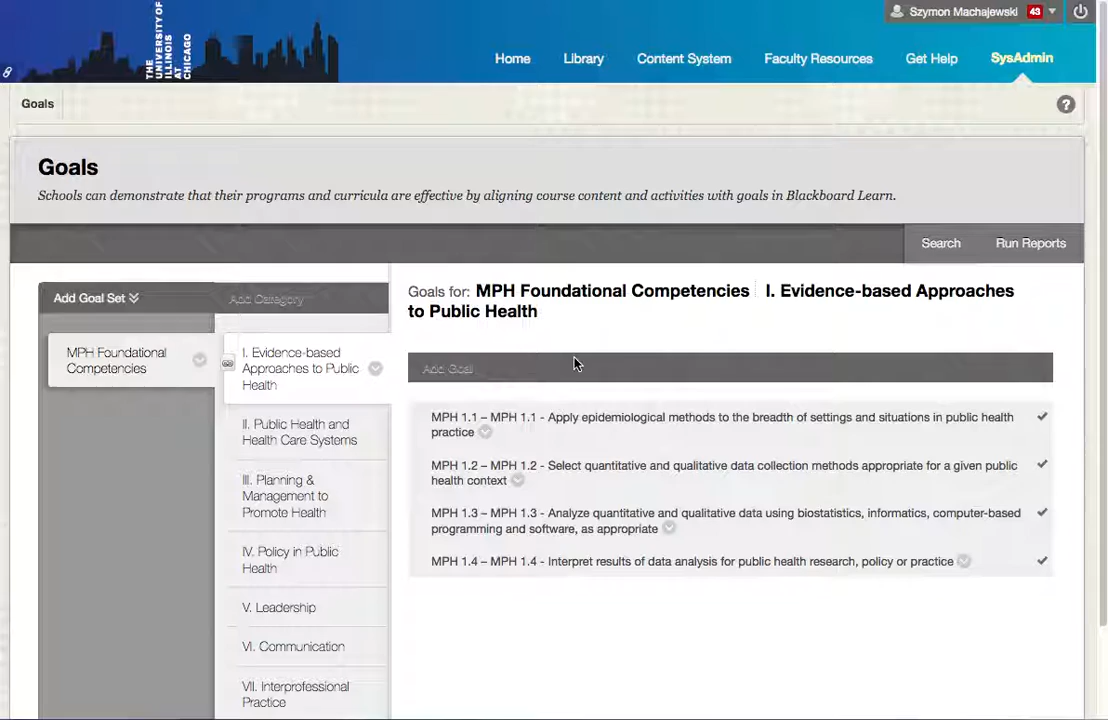 Szymon Machajewski 43
THE
UNIVERSITY OF
ILLINOIS
AT
CHICAGO
Home Library Content System Faculty Resources Get Help SysAdmin
Goals
?
Goals
Schools can demonstrate that their programs and curricula are effective by aligning course content and activities with goals in Blackboard Learn.
Search Run Reports
Add Goal Set
Add Category
MPH Foundational
Competencies
I. Evidence-based
Approaches to Public
Health
II. Public Health and
Health Care Systems
III. Planning &
Management to
Promote Health
IV. Policy in Public
Health
V. Leadership
VI. Communication
VII. Interprofessional
Practice
Goals for: MPH Foundational Competencies I. Evidence-based Approaches
to Public Health
Add Goal
MPH 1.1 – MPH 1.1 - Apply epidemiological methods to the breadth of settings and situations in public health
practice
MPH 1.2 – MPH 1.2 - Select quantitative and qualitative data collection methods appropriate for a given public
health context
MPH 1.3 – MPH 1.3 - Analyze quantitative and qualitative data using biostatistics, informatics, computer-based
programming and software, as appropriate
MPH 1.4 – MPH 1.4 - Interpret results of data analysis for public health research, policy or practice